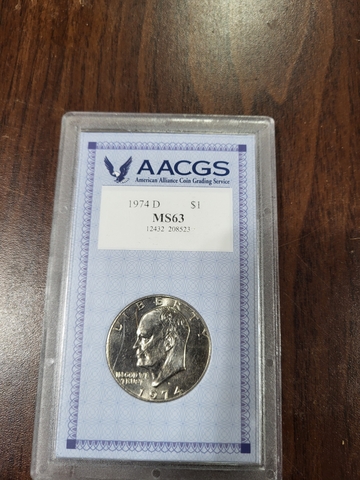 AACGS
American Alliance Coin Grading Service
1974 D $1
MS63
12432 208523
LIBERTY
IN GOD WE
TRUST
1974